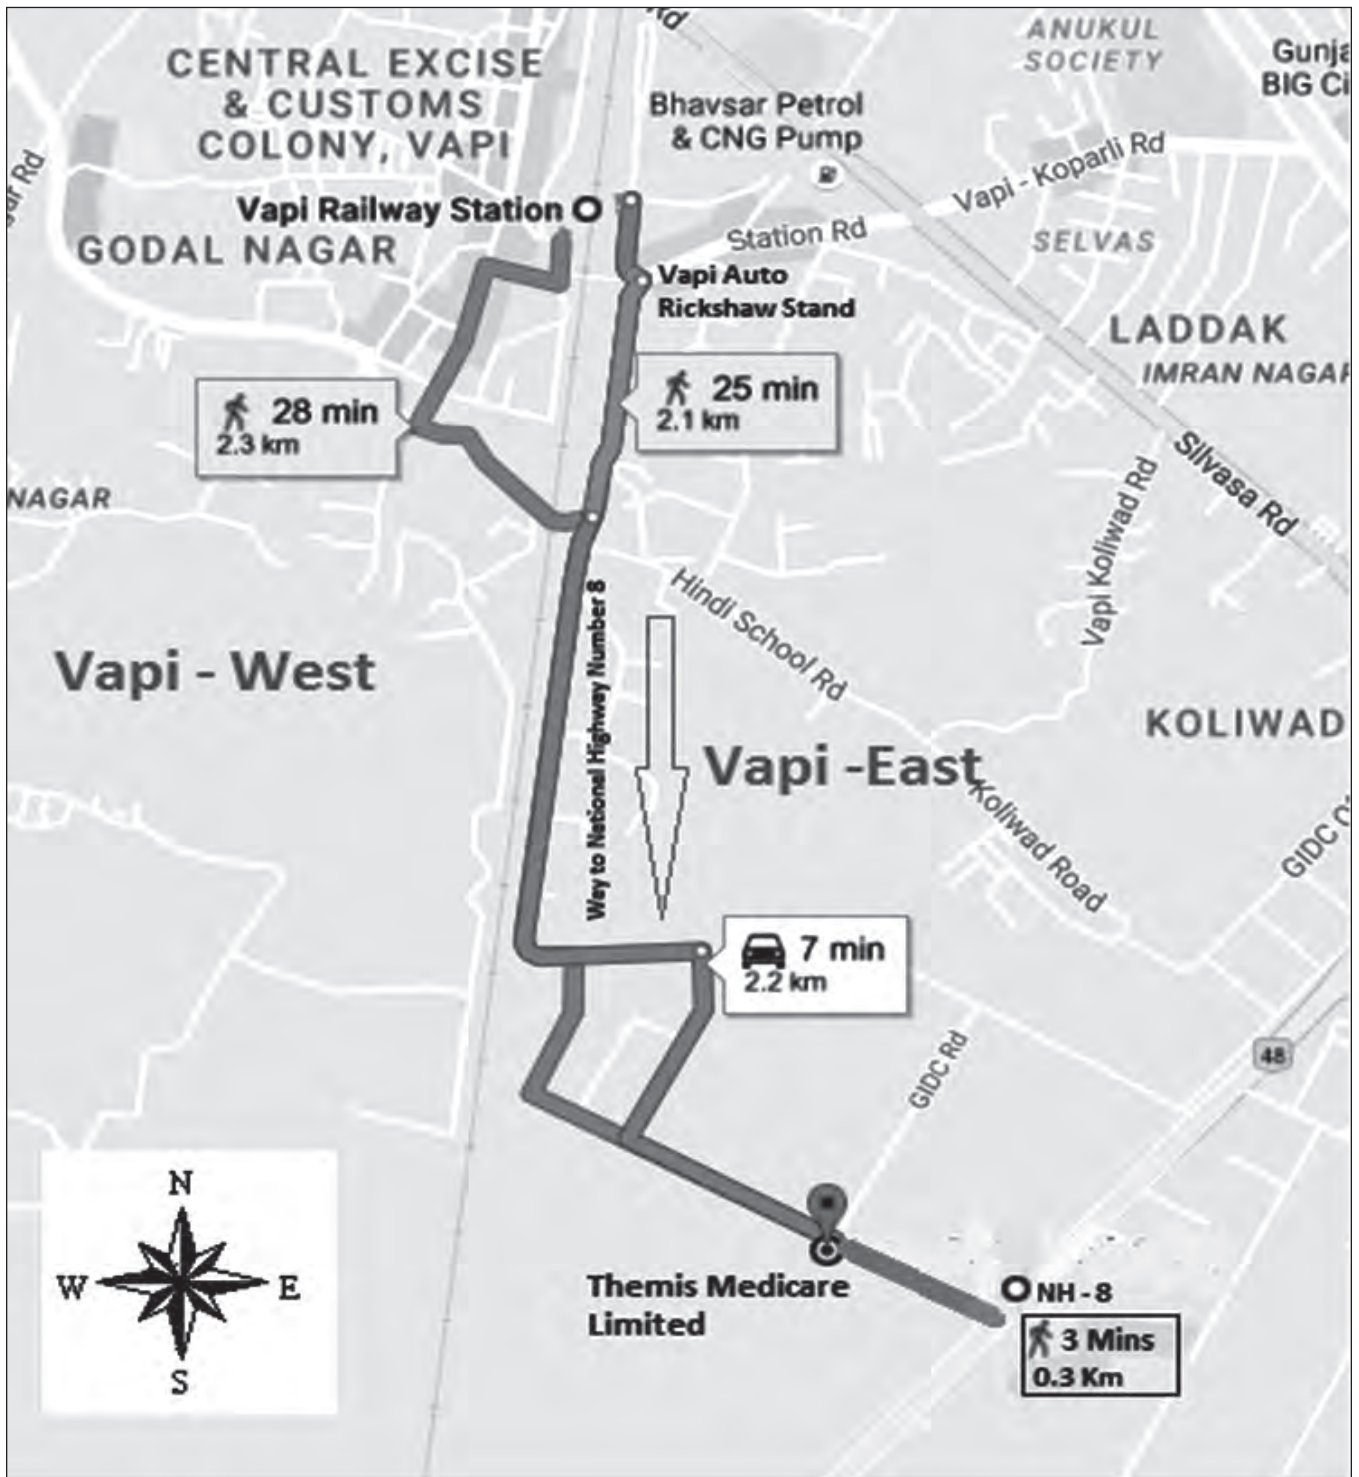 Rd
ANUKUL
SOCIETY
CENTRAL EXCISE
& CUSTOMS
COLONY, VAPI
Bhavsar Petrol
& CNG Pump
Vapi - Koparli Rd
Vapi Railway Station
GODAL NAGAR
Station Rd
SELVAS
Vapi Auto
Rickshaw Stand
LADDAK
IMRAN NAGAR
28 min
2.3 km
25 min
2.1 km
Silvasa Rd
NAGAR
Vapi Koliwad Rd
Hindi School Rd
Vapi - West
Way to National Highway Number 8
Vapi -East
KOLIWAD
Koliwad Road
GIDC
7 min
2.2 km
48
GIDC Rd
N
W
E
S
Themis Medicare
Limited
NH - 8
3 Mins
0.3 Km